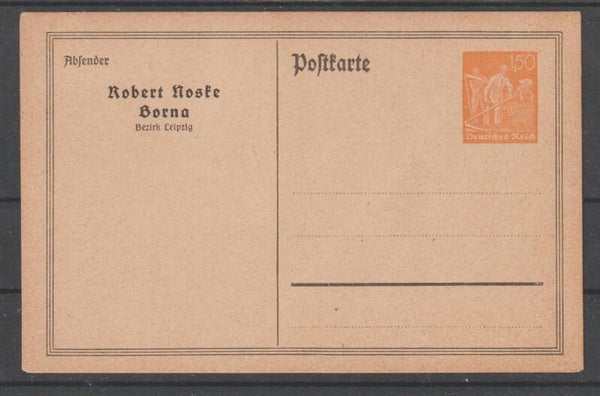 Absender
Robert Noske
Borna
Bezirk Leipzig
Postkarte
150
Deutsches Reich